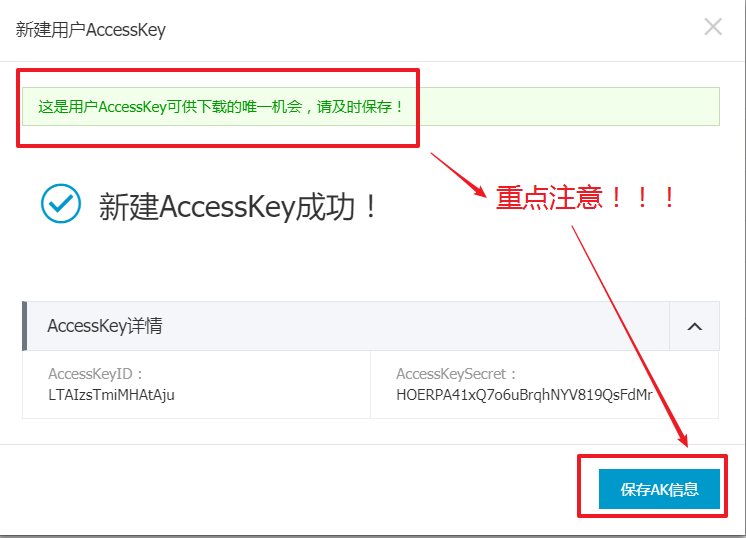 新建用户AccessKey
这是用户AccessKey可供下载的唯一机会，请及时保存！
重点注意！！！
新建AccessKey成功！
AccessKey详情
AccessKeyID：
LTAIzsTmiMHAtAju
AccessKeySecret：
HOERPA41xQ7o6uBrqhNYV819QsFdMr
保存AK信息